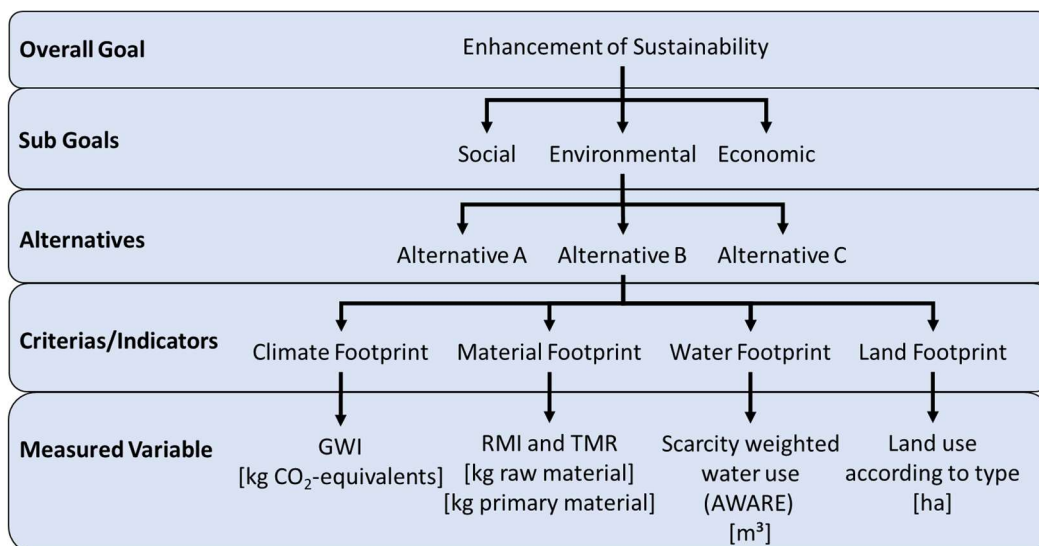 Overall Goal
Enhancement of Sustainability
Sub Goals
Social
Environmental
Economic
Alternatives
Alternative A
Alternative B
Alternative C
Criterias/Indicators
Climate Footprint
Material Footprint
Water Footprint
Land Footprint
Measured Variable
GWI
[kg CO₂-equivalents]
RMI and TMR
[kg raw material]
[kg primary material]
Scarcity weighted
water use
(AWARE)
[m³]
Land use
according to type
[ha]